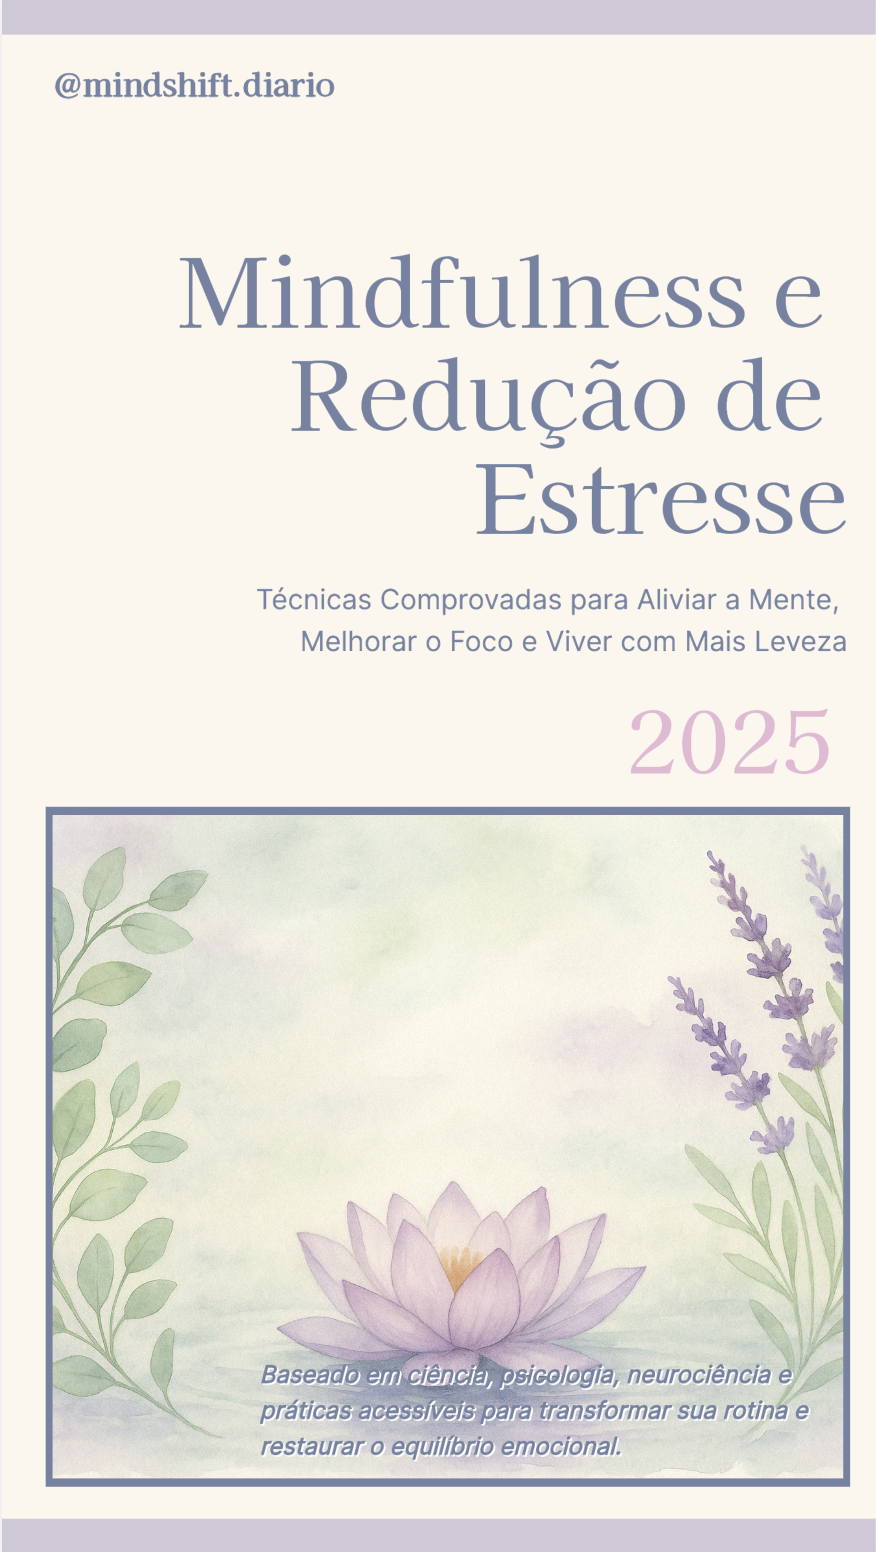 @mindshift.diario
Mindfulness e
Redução de
Estresse
Técnicas Comprovadas para Aliviar a Mente,
Melhorar o Foco e Viver com Mais Leveza
2025
Baseado em ciência, psicologia, neurociência e
práticas acessíveis para transformar sua rotina e
restaurar o equilíbrio emocional.